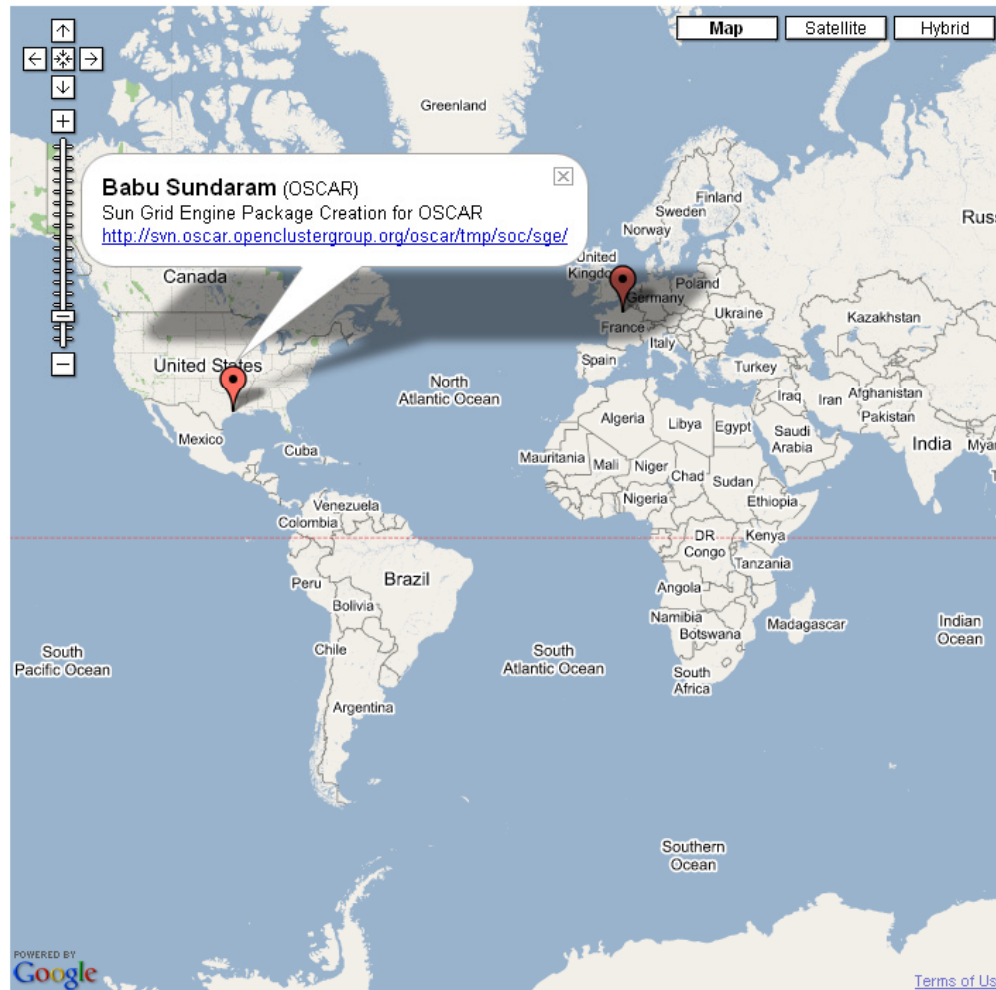 Map
Satellite
Hybrid
Greenland
Babu Sundaram (OSCAR)
Sun Grid Engine Package Creation for OSCAR
http://svn.oscar.openclustergroup.org/oscar/tmp/soc/sge/
Finland
Sweden
Norway
Russ
United
Kingdo
Canada
Poland
Germany
Ukraine
Kazakhstan
France
Italy
Spain
United States
Turkey
North
Atlantic Ocean
Iraq
Iran
Afghanistan
Pakistan
Algeria
Libya
Egypt
Saudi
Arabia
India
Myar
Mexico
Cuba
Mauritania
Mali
Niger
Chad
Sudan
Nigeria
Ethiopia
Venezuela
Colombia
DR
Congo
Kenya
Tanzania
Peru
Brazil
Bolivia
Angola
Namibia
Botswana
Madagascar
Indian
Ocean
Chile
South
Pacific Ocean
South
Atlantic Ocean
South
Africa
Argentina
Southern
Ocean
POWERED BY
Google
Terms of Us